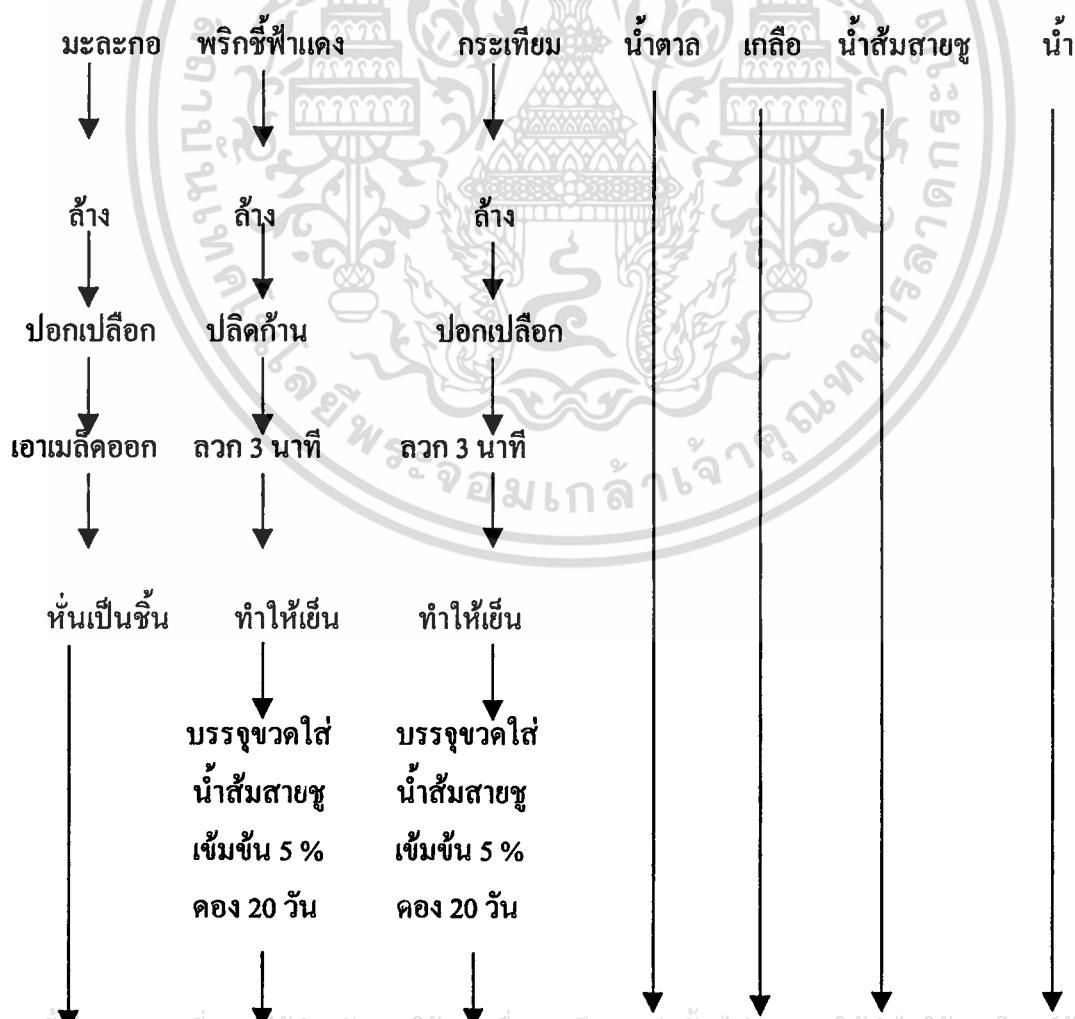 มะละกอ พริกชี้ฟ้าแดง กระเทียม น้ำตาล เกลือ น้ำส้มสายชู น้ำ
ล้าง ล้าง ล้าง
ปอกเปลือก ปลิดก้าน ปอกเปลือก
เอาเมล็ดออก ลวก 3 นาที ลวก 3 นาที
หั่นเป็นชิ้น ทำให้เย็น ทำให้เย็น
บรรจุขวดใส่ บรรจุขวดใส่
น้ำส้มสายชู น้ำส้มสายชู
เข้มข้น 5 % เข้มข้น 5 %
ดอง 20 วัน ดอง 20 วัน